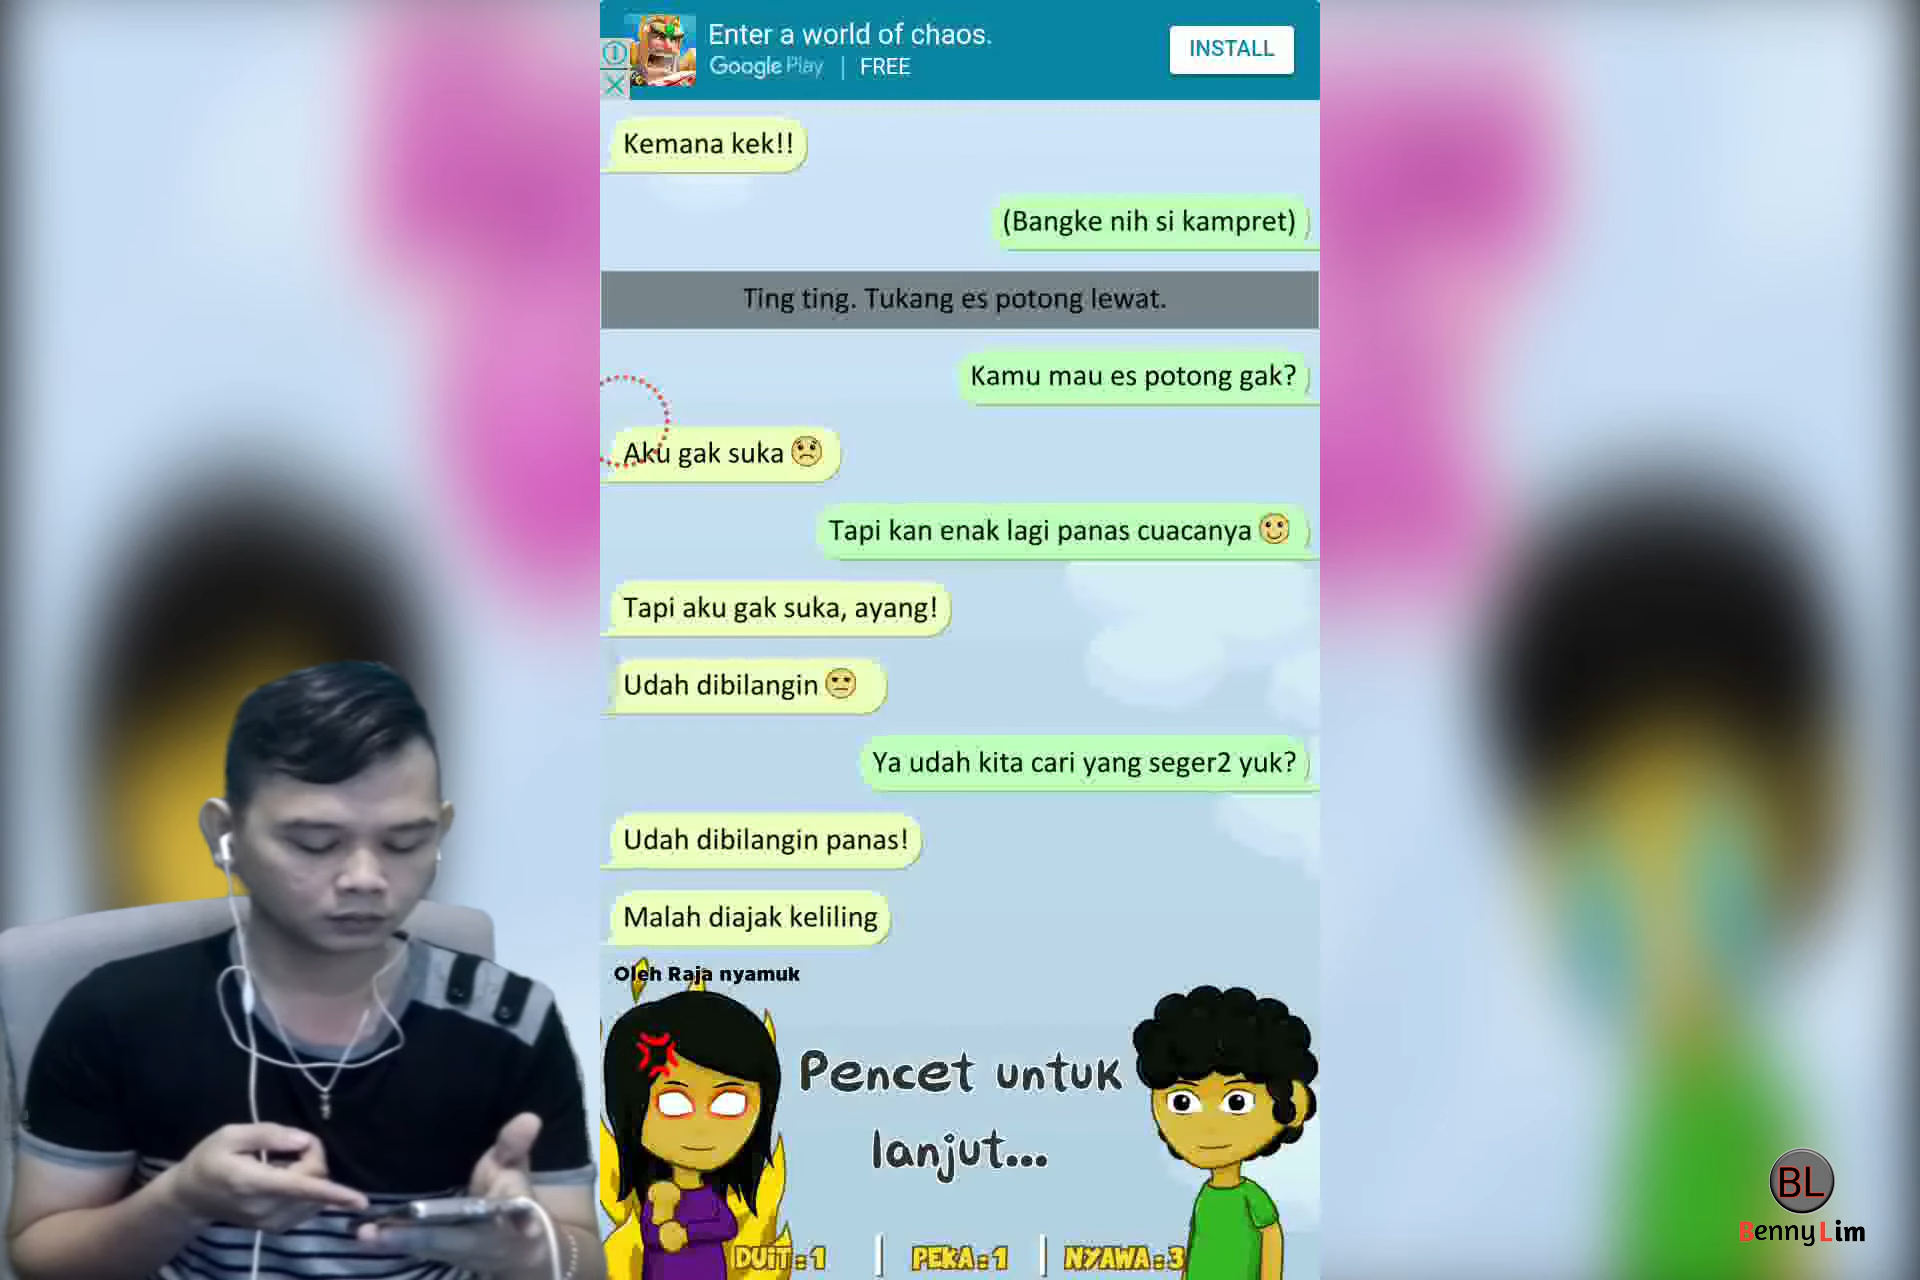 Enter a world of chaos.
Google Play | FREE
INSTALL
Kemana kek!!
(Bangke nih si kampret)
Ting ting. Tukang es potong lewat.
Kamu mau es potong gak?
Aku gak suka
Tapi kan enak lagi panas cuacanya
Tapi aku gak suka, ayang!
Udah dibilangin
Ya udah kita cari yang seger2 yuk?
Udah dibilangin panas!
Malah diajak keliling
Oleh Raja nyamuk
Pencet untuk
lanjut...
DUIT : 1 | PEKA : 1 | NYAWA : 3
BL
Benny Lim